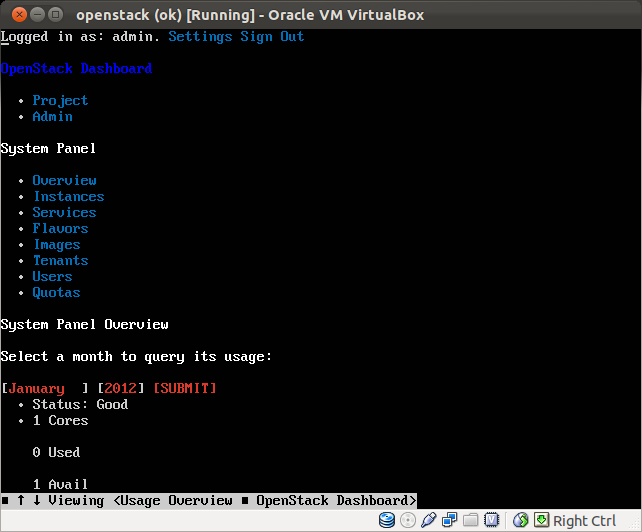 openstack (ok) [Running] - Oracle VM VirtualBox
Logged in as: admin. Settings Sign Out
OpenStack Dashboard
• Project
• Admin
System Panel
• Overview
• Instances
• Services
• Flavors
• Images
• Tenants
• Users
• Quotas
System Panel Overview
Select a month to query its usage:
[January  ] [2012] [SUBMIT]
• Status: Good
• 1 Cores
0 Used
1 Avail
■ ↑ ↓ Viewing <Usage Overview ■ OpenStack Dashboard>
Right Ctrl